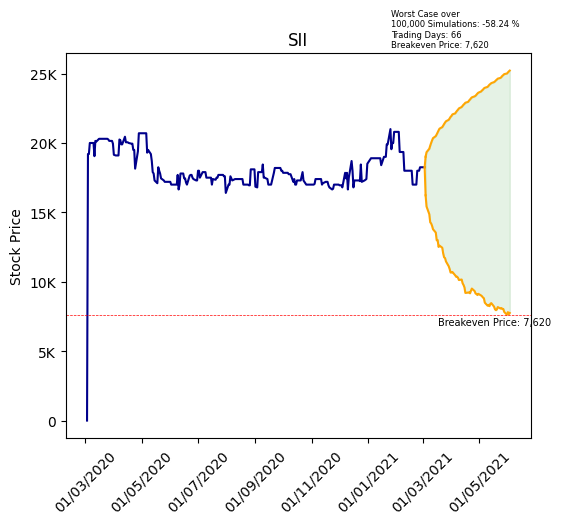 Worst Case over
100,000 Simulations: -58.24 %
Trading Days: 66
Breakeven Price: 7,620
SII
Stock Price
25K
20K
15K
10K
5K
0
Breakeven Price: 7,620
01/03/2020
01/05/2020
01/07/2020
01/09/2020
01/11/2020
01/01/2021
01/03/2021
01/05/2021